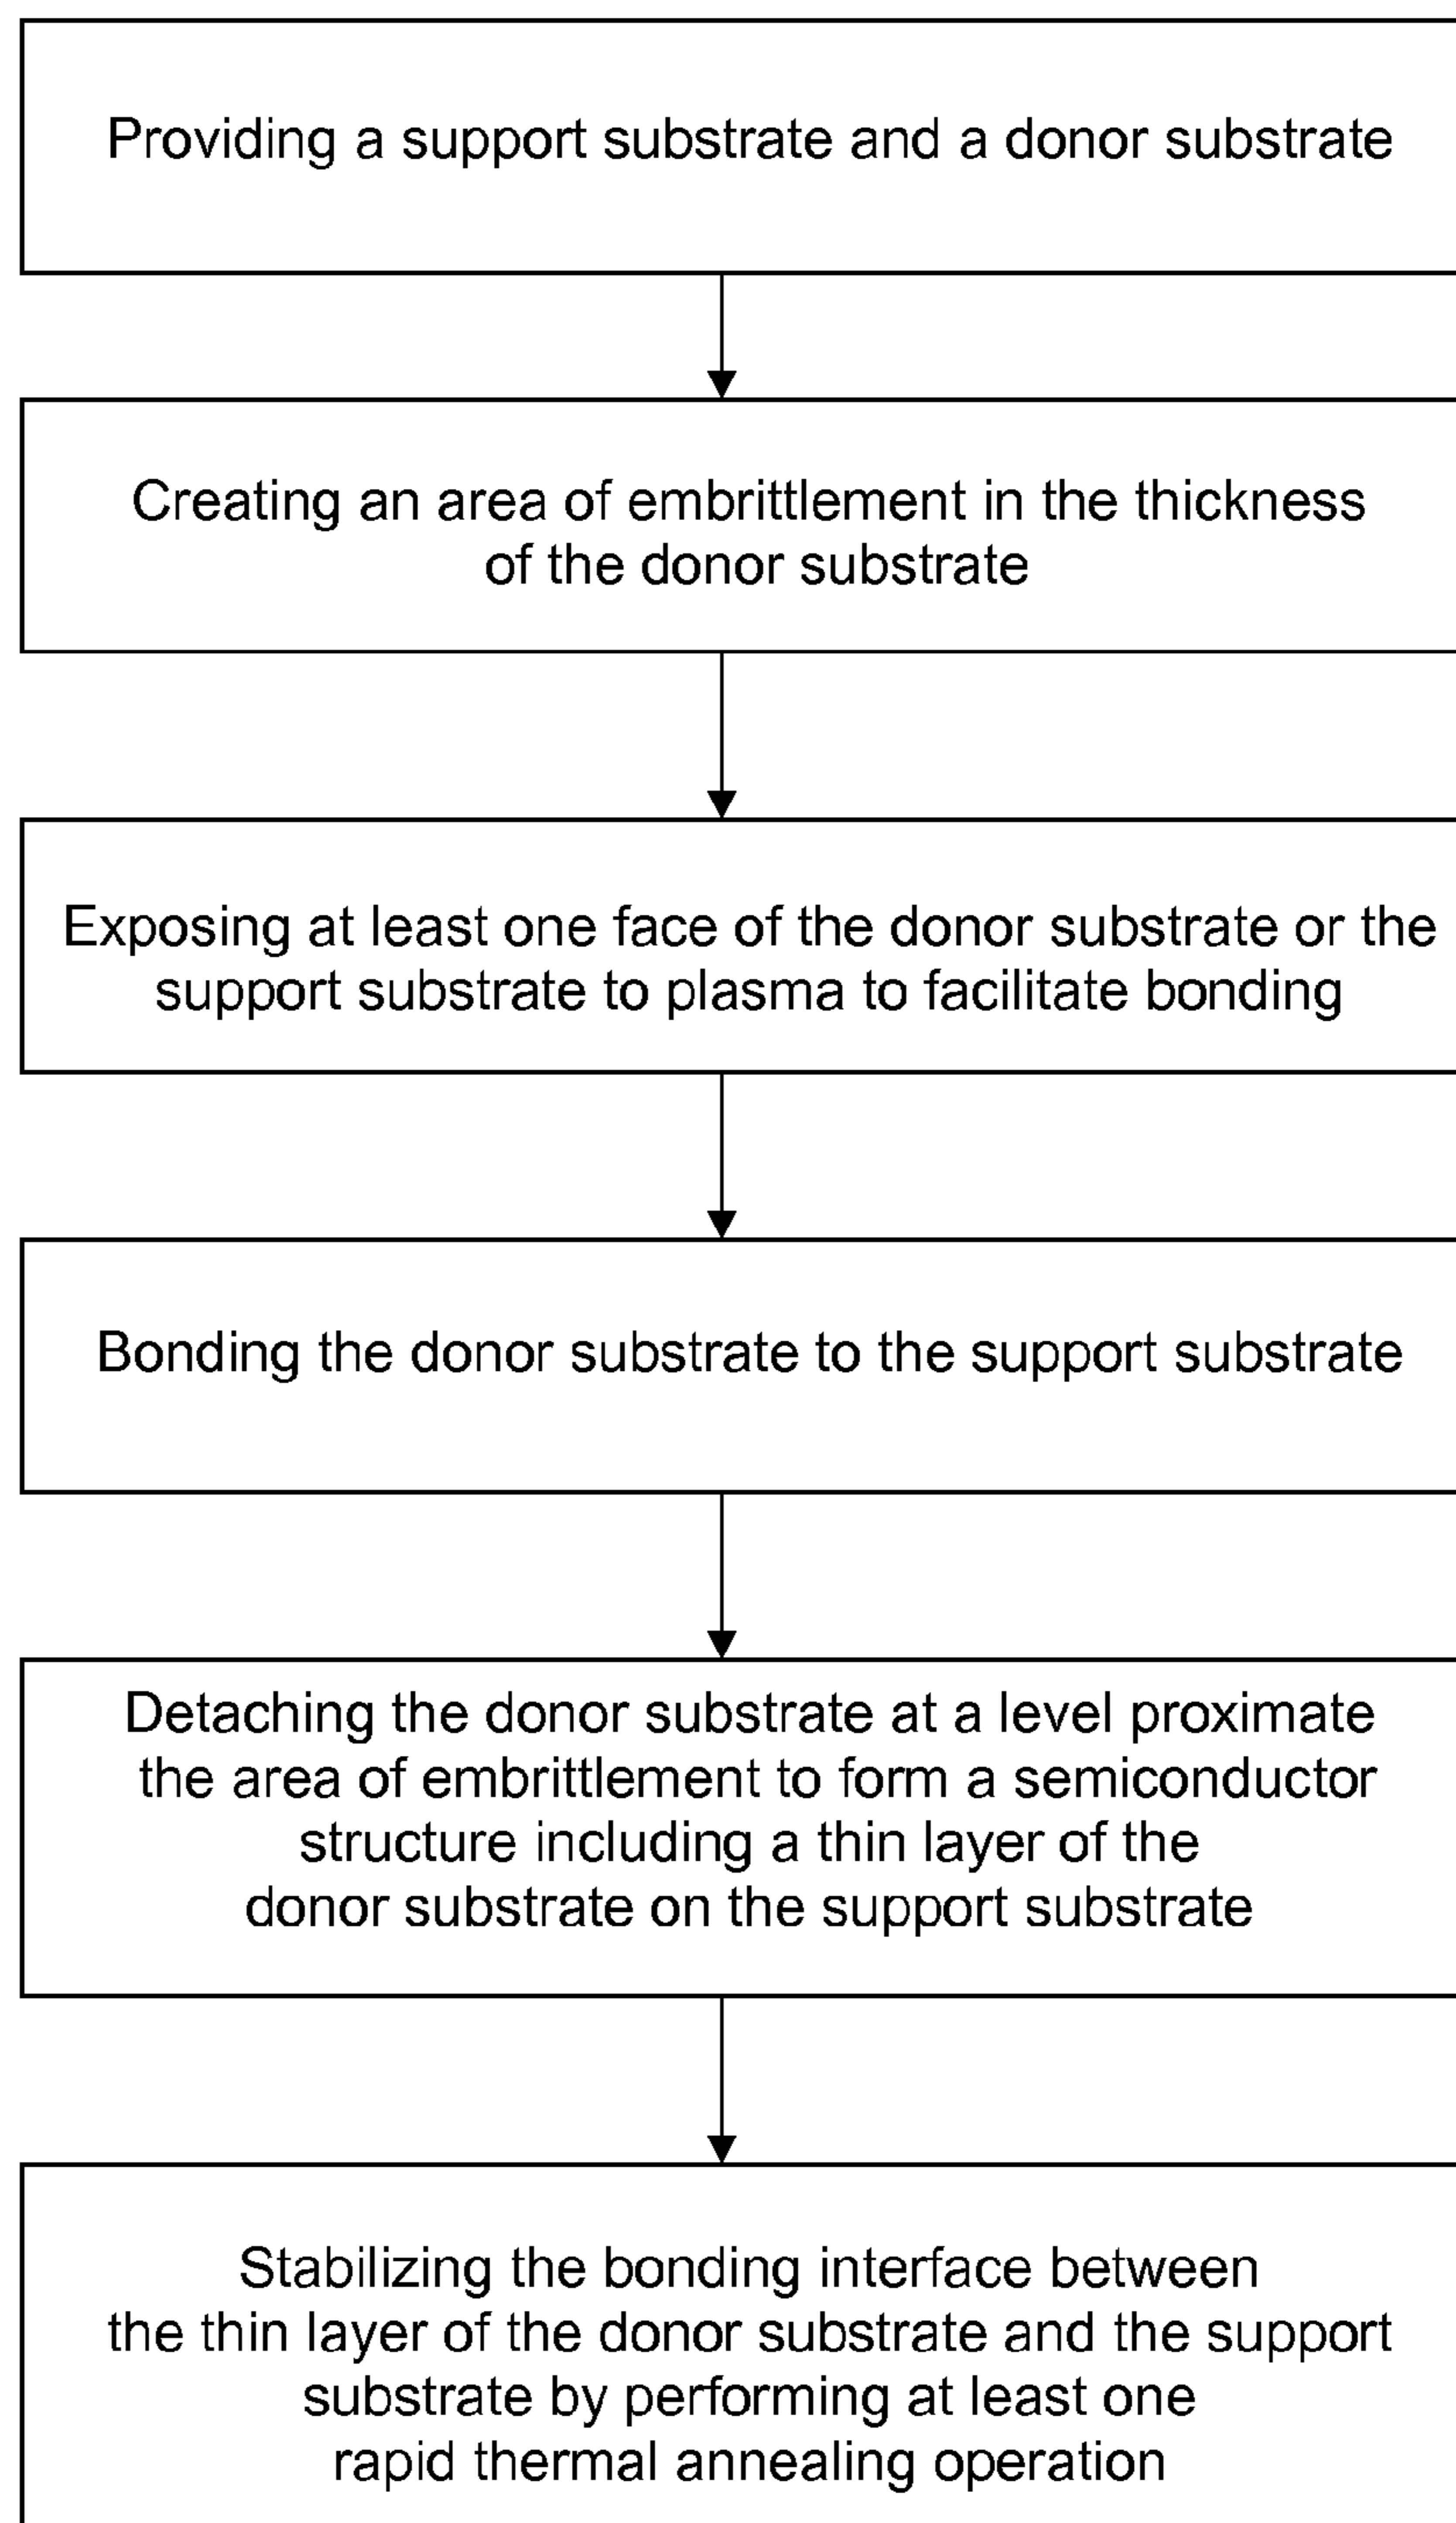 Providing a support substrate and a donor substrate
Creating an area of embrittlement in the thickness
of the donor substrate
Exposing at least one face of the donor substrate or the
support substrate to plasma to facilitate bonding
Bonding the donor substrate to the support substrate
Detaching the donor substrate at a level proximate
the area of embrittlement to form a semiconductor
structure including a thin layer of the
donor substrate on the support substrate
Stabilizing the bonding interface between
the thin layer of the donor substrate and the support
substrate by performing at least one
rapid thermal annealing operation